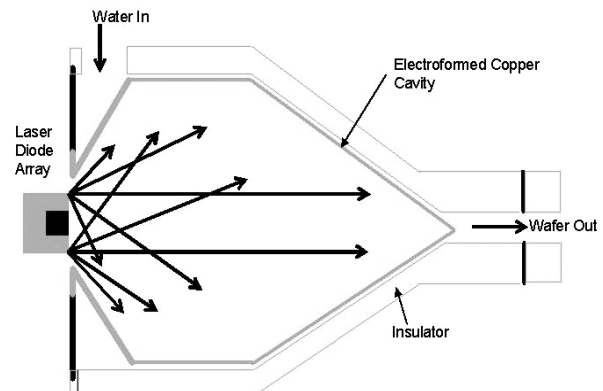 Water In
Electroformed Copper
Cavity
Laser
Diode
Array
Wafer Out
Insulator